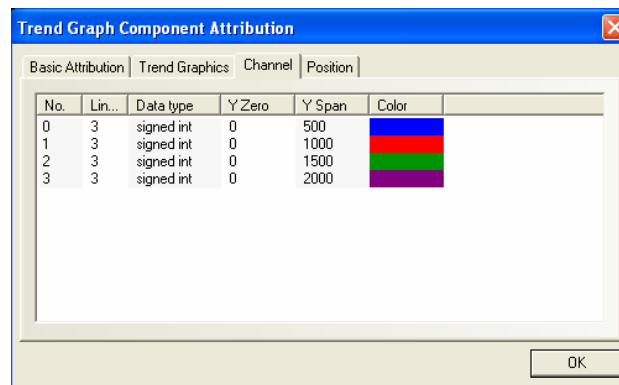 Trend Graph Component Attribution
Basic Attribution Trend Graphics Channel Position
No. Lin... Data type Y Zero Y Span Color
0 3 signed int 0 500
1 3 signed int 0 1000
2 3 signed int 0 1500
3 3 signed int 0 2000
OK